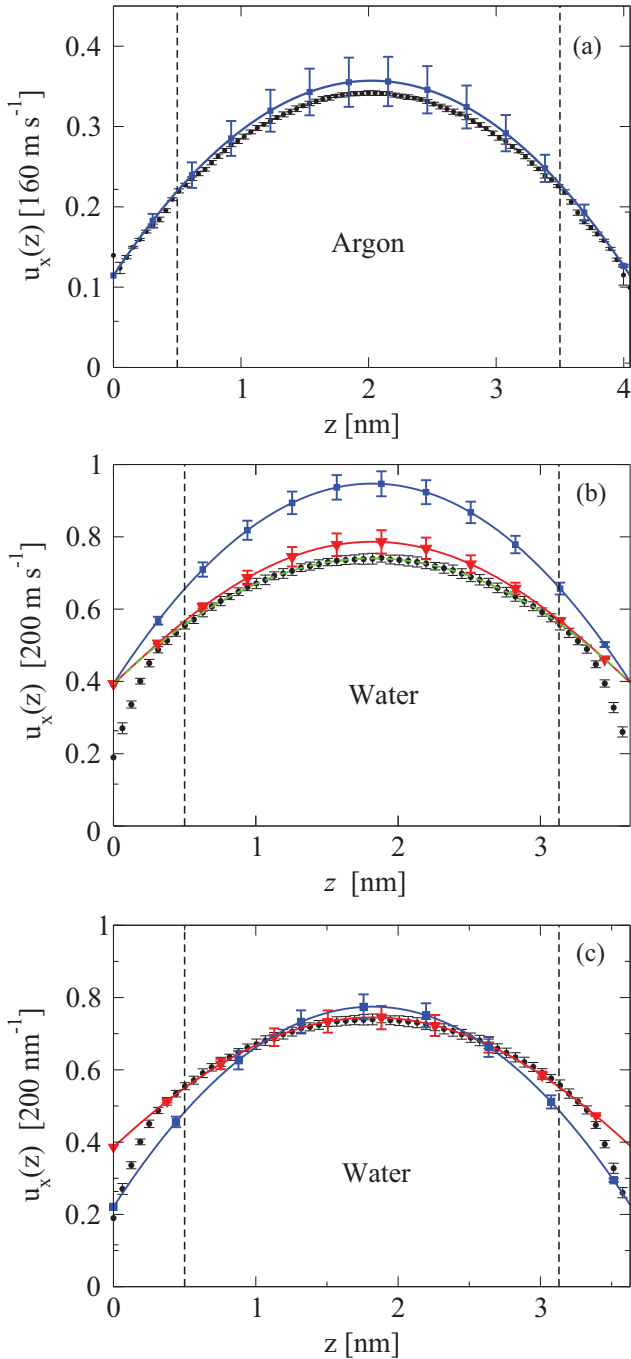 (a)
0.4
0.3
0.2
0.1
0
u_x(z) [160 m s⁻¹]
Argon
0 1 2 3 4
z [nm]
(b)
1
0.8
0.6
0.4
0.2
0
u_x(z) [200 m s⁻¹]
Water
0 1 2 3
z [nm]
(c)
1
0.8
0.6
0.4
0.2
0
u_x(z) [200 nm⁻¹]
Water
0 1 2 3
z [nm]